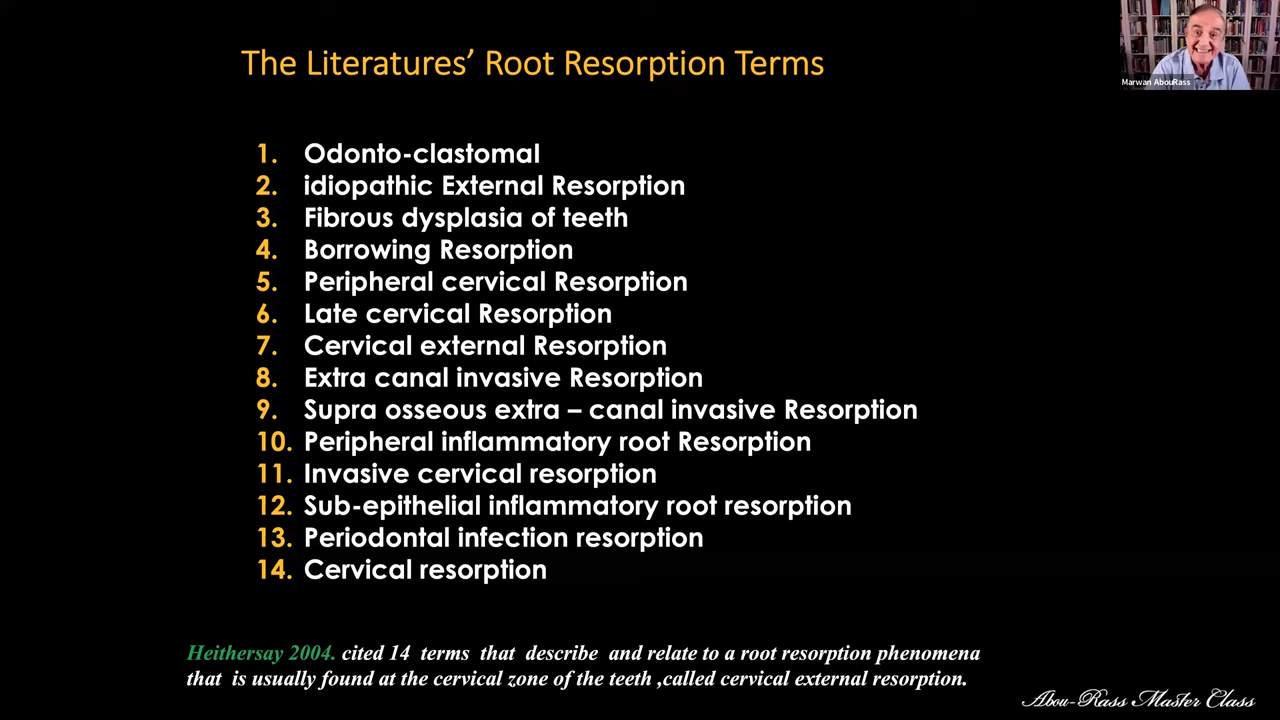 Marwan AbouRass
The Literatures’ Root Resorption Terms
1. Odonto-clastomal
2. idiopathic External Resorption
3. Fibrous dysplasia of teeth
4. Borrowing Resorption
5. Peripheral cervical Resorption
6. Late cervical Resorption
7. Cervical external Resorption
8. Extra canal invasive Resorption
9. Supra osseous extra – canal invasive Resorption
10. Peripheral inflammatory root Resorption
11. Invasive cervical resorption
12. Sub-epithelial inflammatory root resorption
13. Periodontal infection resorption
14. Cervical resorption
Heithersay 2004. cited 14 terms that describe and relate to a root resorption phenomena
that is usually found at the cervical zone of the teeth ,called cervical external resorption.
Abou-Rass Master Class